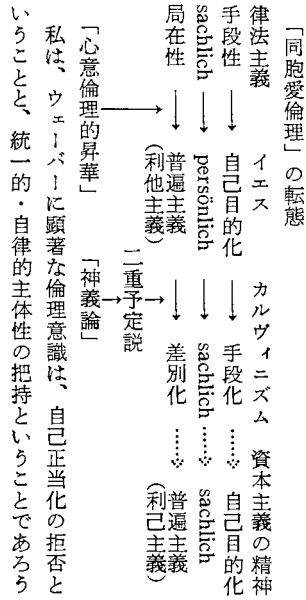 「同胞愛倫理」の転態
律法主義　イエス　カルヴィニズム　資本主義の精神
手段性 → 自己目的化 → 手段化 ⋯> 自己目的化
sachlich → persönlich → sachlich ⋯> sachlich
局在性 → 普遍主義 → 差別化 ⋯> 普遍主義
(利他主義)　(利己主義)
二重予定説
「心意倫理的昇華」　「神義論」
私は、ウェーバーに顕著な倫理意識は、自己正当化の拒否と
いうことと、統一的・自律的主体性の把持ということであろう